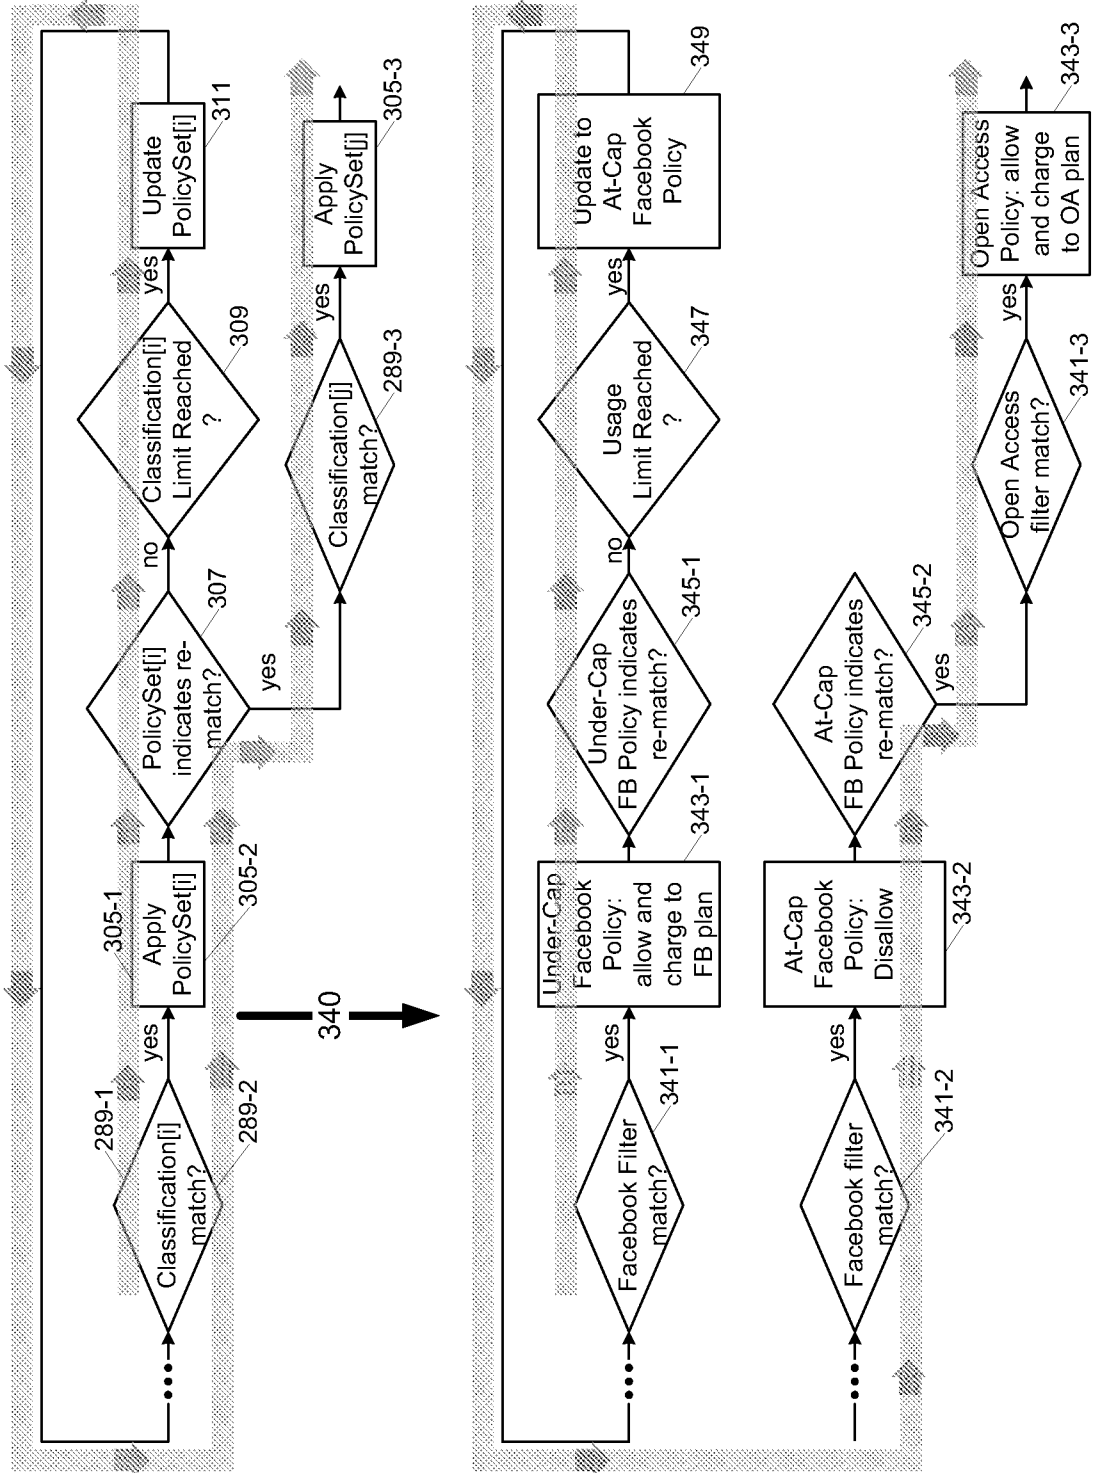 289-1
Classification[i]
match?
289-2
yes
305-1
Apply
PolicySet[i]
305-2
PolicySet[i]
indicates re-
match?
307
no
yes
Classification[i]
Limit Reached
?
309
yes
Update
PolicySet[i]
311
Classification[j]
match?
289-3
yes
Apply
PolicySet[j]
305-3
340
Facebook Filter
match?
341-1
yes
Under-Cap
Facebook
Policy:
allow and
charge to
FB plan
343-1
Under-Cap
FB Policy indicates
re-match?
345-1
no
Usage
Limit Reached
?
347
yes
Update to
At-Cap
Facebook
Policy
349
Facebook filter
match?
341-2
yes
At-Cap
Facebook
Policy:
Disallow
343-2
At-Cap
FB Policy indicates
re-match?
345-2
yes
Open Access
filter match?
341-3
yes
Open Access
Policy: allow
and charge
to OA plan
343-3